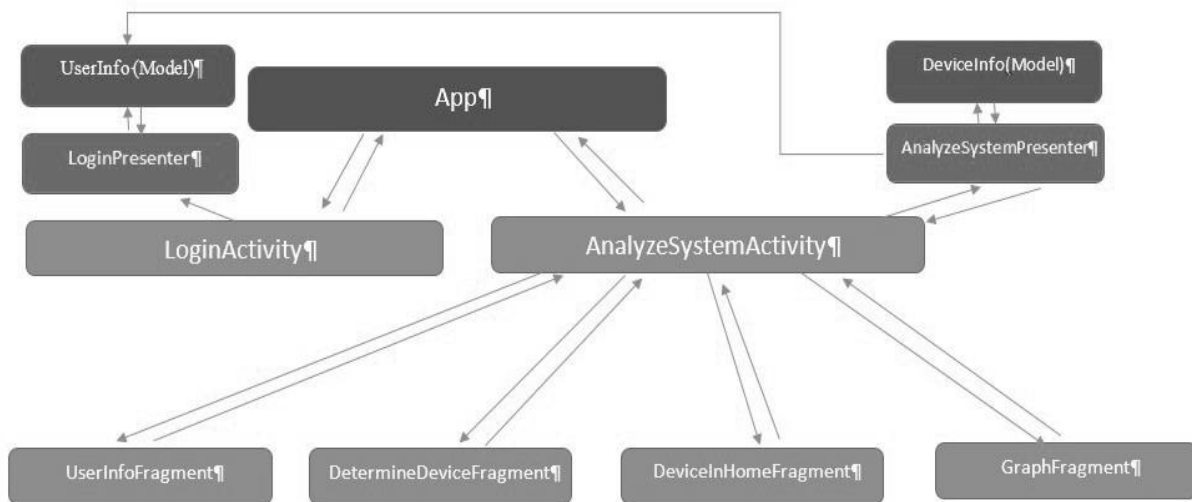 UserInfo·(Model)¶
App¶
DeviceInfo(Model)¶
LoginPresenter¶
AnalyzeSystemPresenter¶
LoginActivity¶
AnalyzeSystemActivity¶
UserInfoFragment¶
DetermineDeviceFragment¶
DeviceInHomeFragment¶
GraphFragment¶